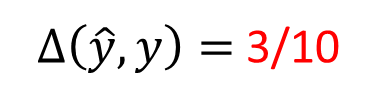 Δ(ŷ, y) = 3/10